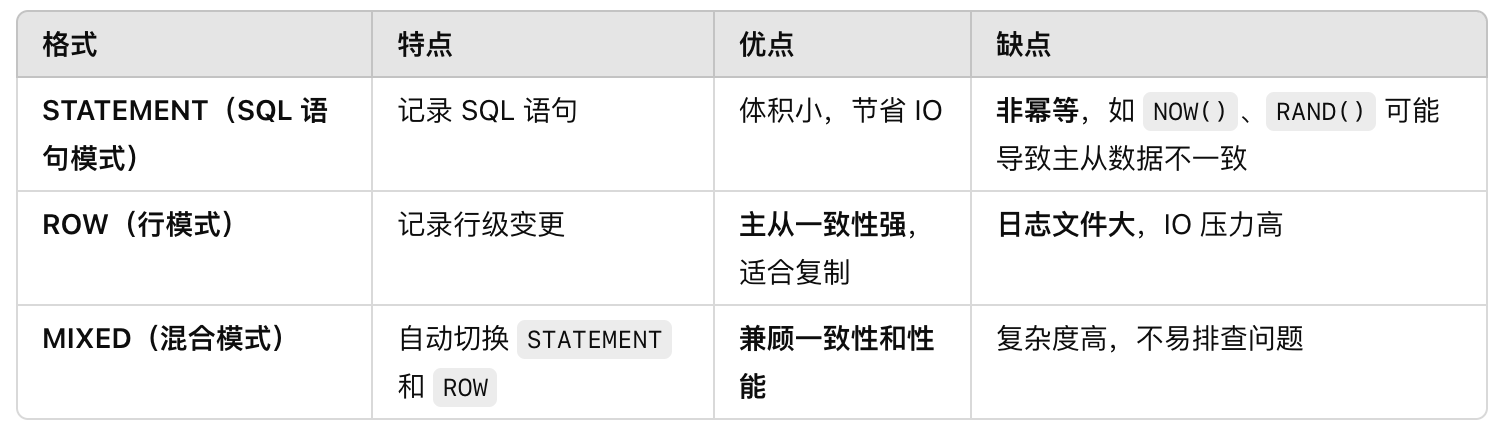 格式 特点 优点 缺点
STATEMENT（SQL 语 记录 SQL 语句 体积小，节省 IO 非幂等，如 NOW() 、 RAND() 可能
句模式） 导致主从数据不一致
ROW（行模式） 记录行级变更 主从一致性强， 日志文件大，IO 压力高
适合复制
MIXED（混合模式） 自动切换 STATEMENT 兼顾一致性和性 复杂度高，不易排查问题
和 ROW 能